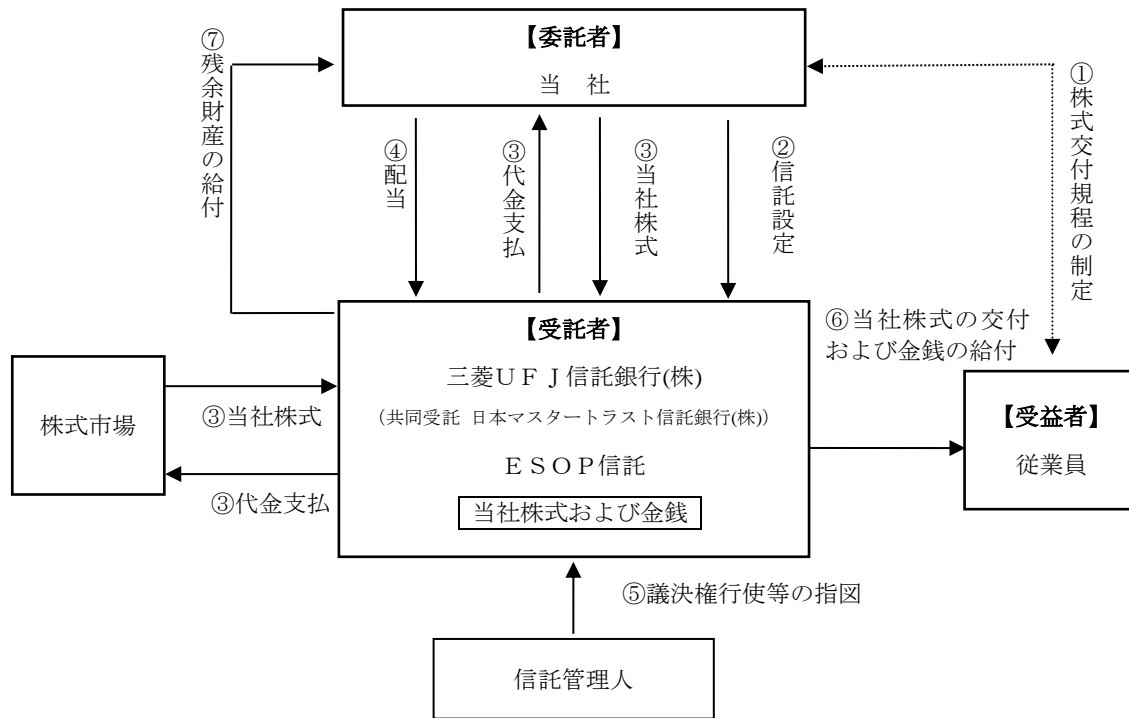 【委託者】
当　社
⑦残余財産の給付
④配当
③代金支払
③当社株式
②信託設定
①株式交付規程の制定
【受託者】
三菱ＵＦＪ信託銀行(株)
（共同受託 日本マスタートラスト信託銀行(株)）
ＥＳＯＰ信託
当社株式および金銭
株式市場
③当社株式
③代金支払
⑥当社株式の交付
および金銭の給付
【受益者】
従業員
⑤議決権行使等の指図
信託管理人